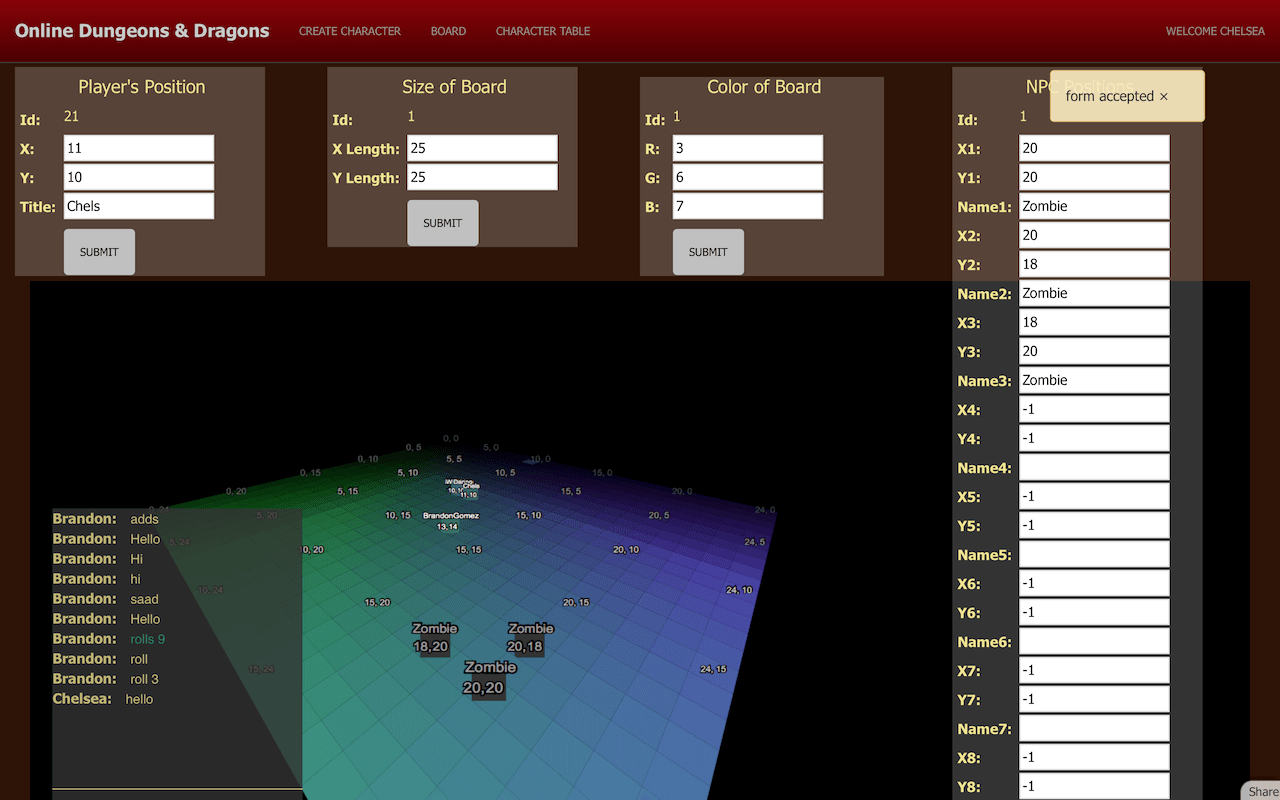 Online Dungeons & Dragons CREATE CHARACTER BOARD CHARACTER TABLE WELCOME CHELSEA
Player's Position
Id: 21
X: 11
Y: 10
Title: Chels
SUBMIT
Size of Board
Id: 1
X Length: 25
Y Length: 25
SUBMIT
Color of Board
Id: 1
R: 3
G: 6
B: 7
SUBMIT
NPC Positions
form accepted ×
Id: 1
X1: 20
Y1: 20
Name1: Zombie
X2: 20
Y2: 18
Name2: Zombie
X3: 18
Y3: 20
Name3: Zombie
X4: -1
Y4: -1
Name4:
X5: -1
Y5: -1
Name5:
X6: -1
Y6: -1
Name6:
X7: -1
Y7: -1
Name7:
X8: -1
Y8: -1
0, 0
0, 5 5, 0
0, 10 5, 5 10, 0
0, 15 5, 10 10, 5 15, 0
Chels
11,10
0, 20 5, 15 15, 5 20, 0
5, 20 10, 15 BrandonGomez 15, 10 20, 5 24, 0
13,14
5, 24 10, 20 15, 15 20, 10 24, 5
10, 24 15, 20 20, 15 24, 10
Zombie Zombie
18,20 20,18
15, 24 Zombie 24, 15
20,20
Brandon: adds
Brandon: Hello
Brandon: Hi
Brandon: hi
Brandon: saad
Brandon: Hello
Brandon: rolls 9
Brandon: roll
Brandon: roll 3
Chelsea: hello
Share